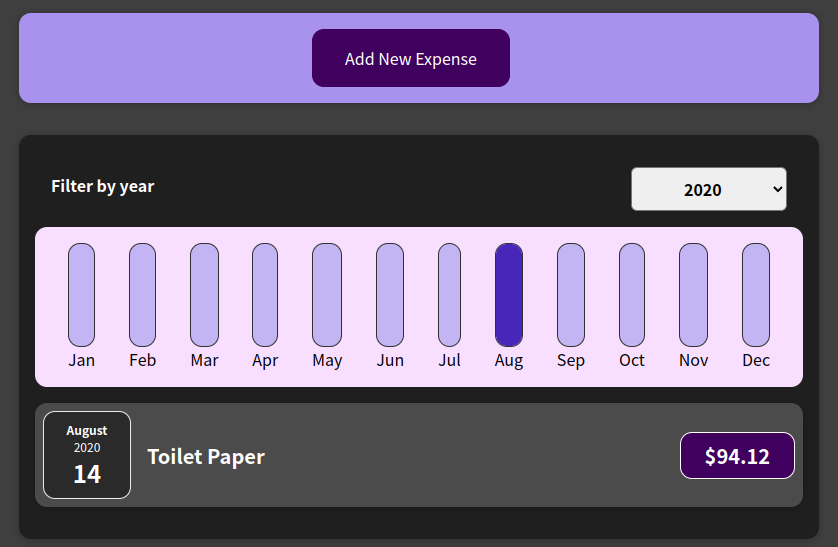 Add New Expense
Filter by year
2020
Jan Feb Mar Apr May Jun Jul Aug Sep Oct Nov Dec
August
2020
14
Toilet Paper
$94.12